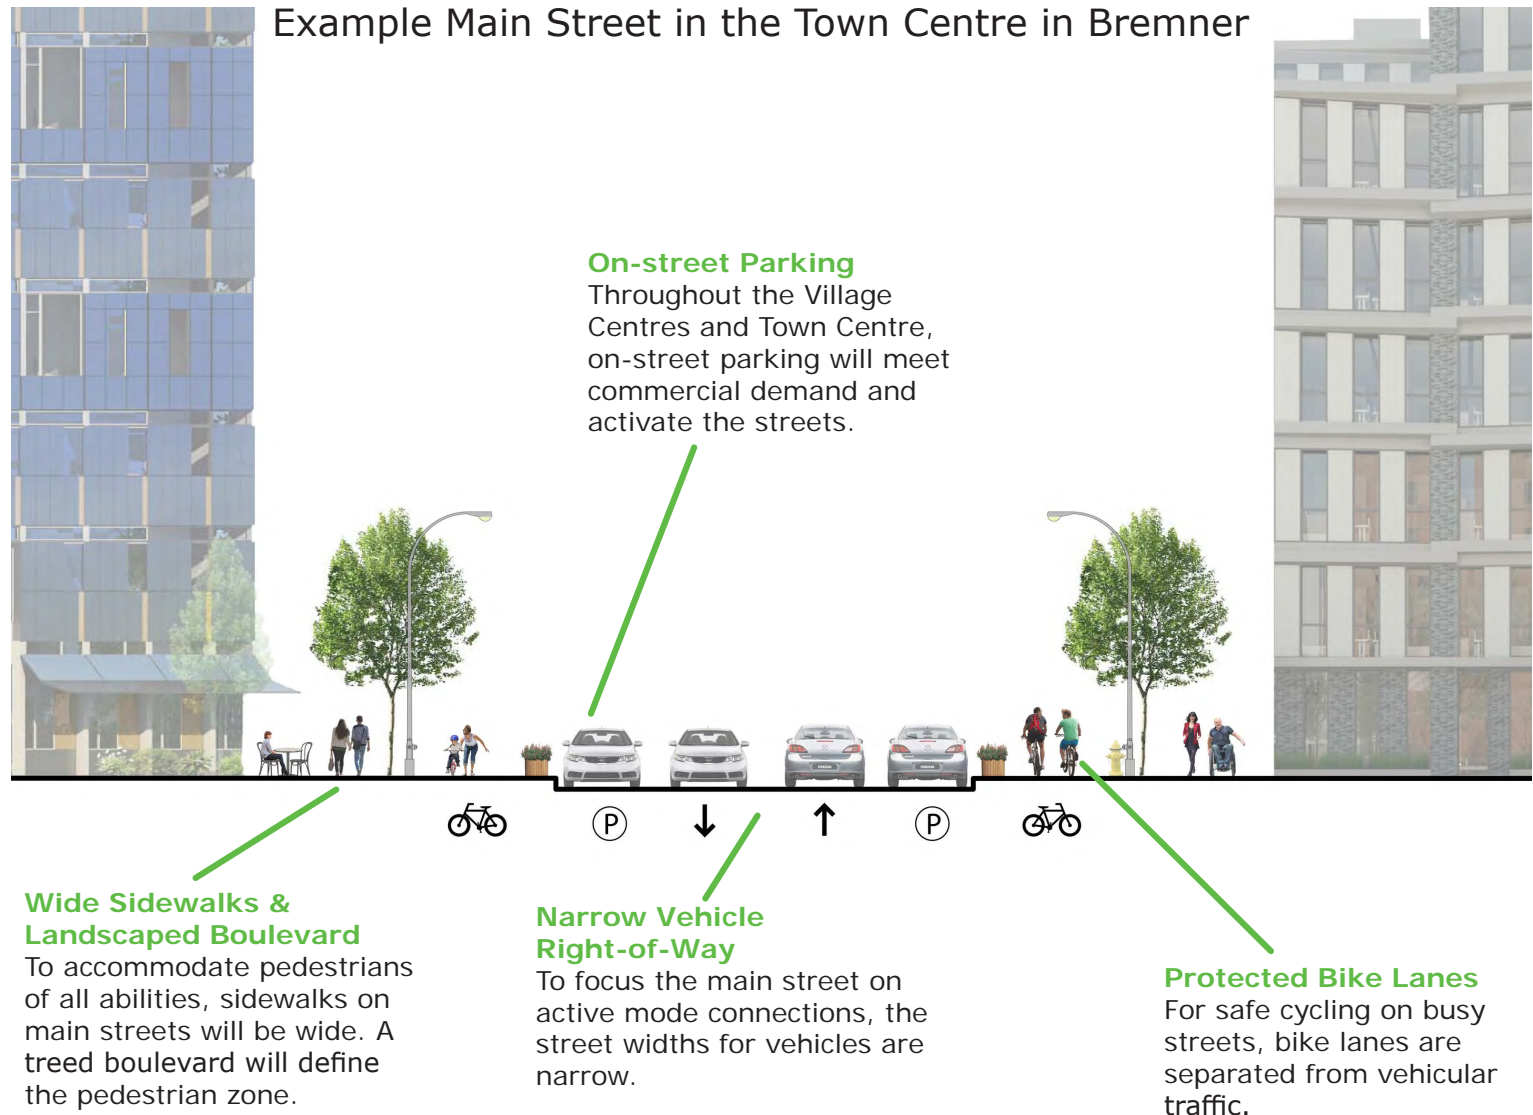 Example Main Street in the Town Centre in Bremner
On-street Parking
Throughout the Village
Centres and Town Centre,
on-street parking will meet
commercial demand and
activate the streets.
P
P
Wide Sidewalks &
Landscaped Boulevard
To accommodate pedestrians
of all abilities, sidewalks on
main streets will be wide. A
treed boulevard will define
the pedestrian zone.
Narrow Vehicle
Right-of-Way
To focus the main street on
active mode connections, the
street widths for vehicles are
narrow.
Protected Bike Lanes
For safe cycling on busy
streets, bike lanes are
separated from vehicular
traffic.